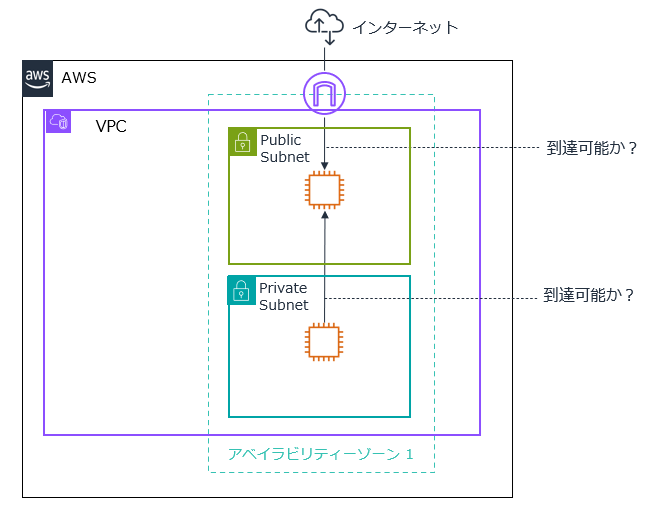 インターネット
aws
AWS
VPC
Public
Subnet
到達可能か？
Private
Subnet
到達可能か？
アベイラビリティーゾーン 1